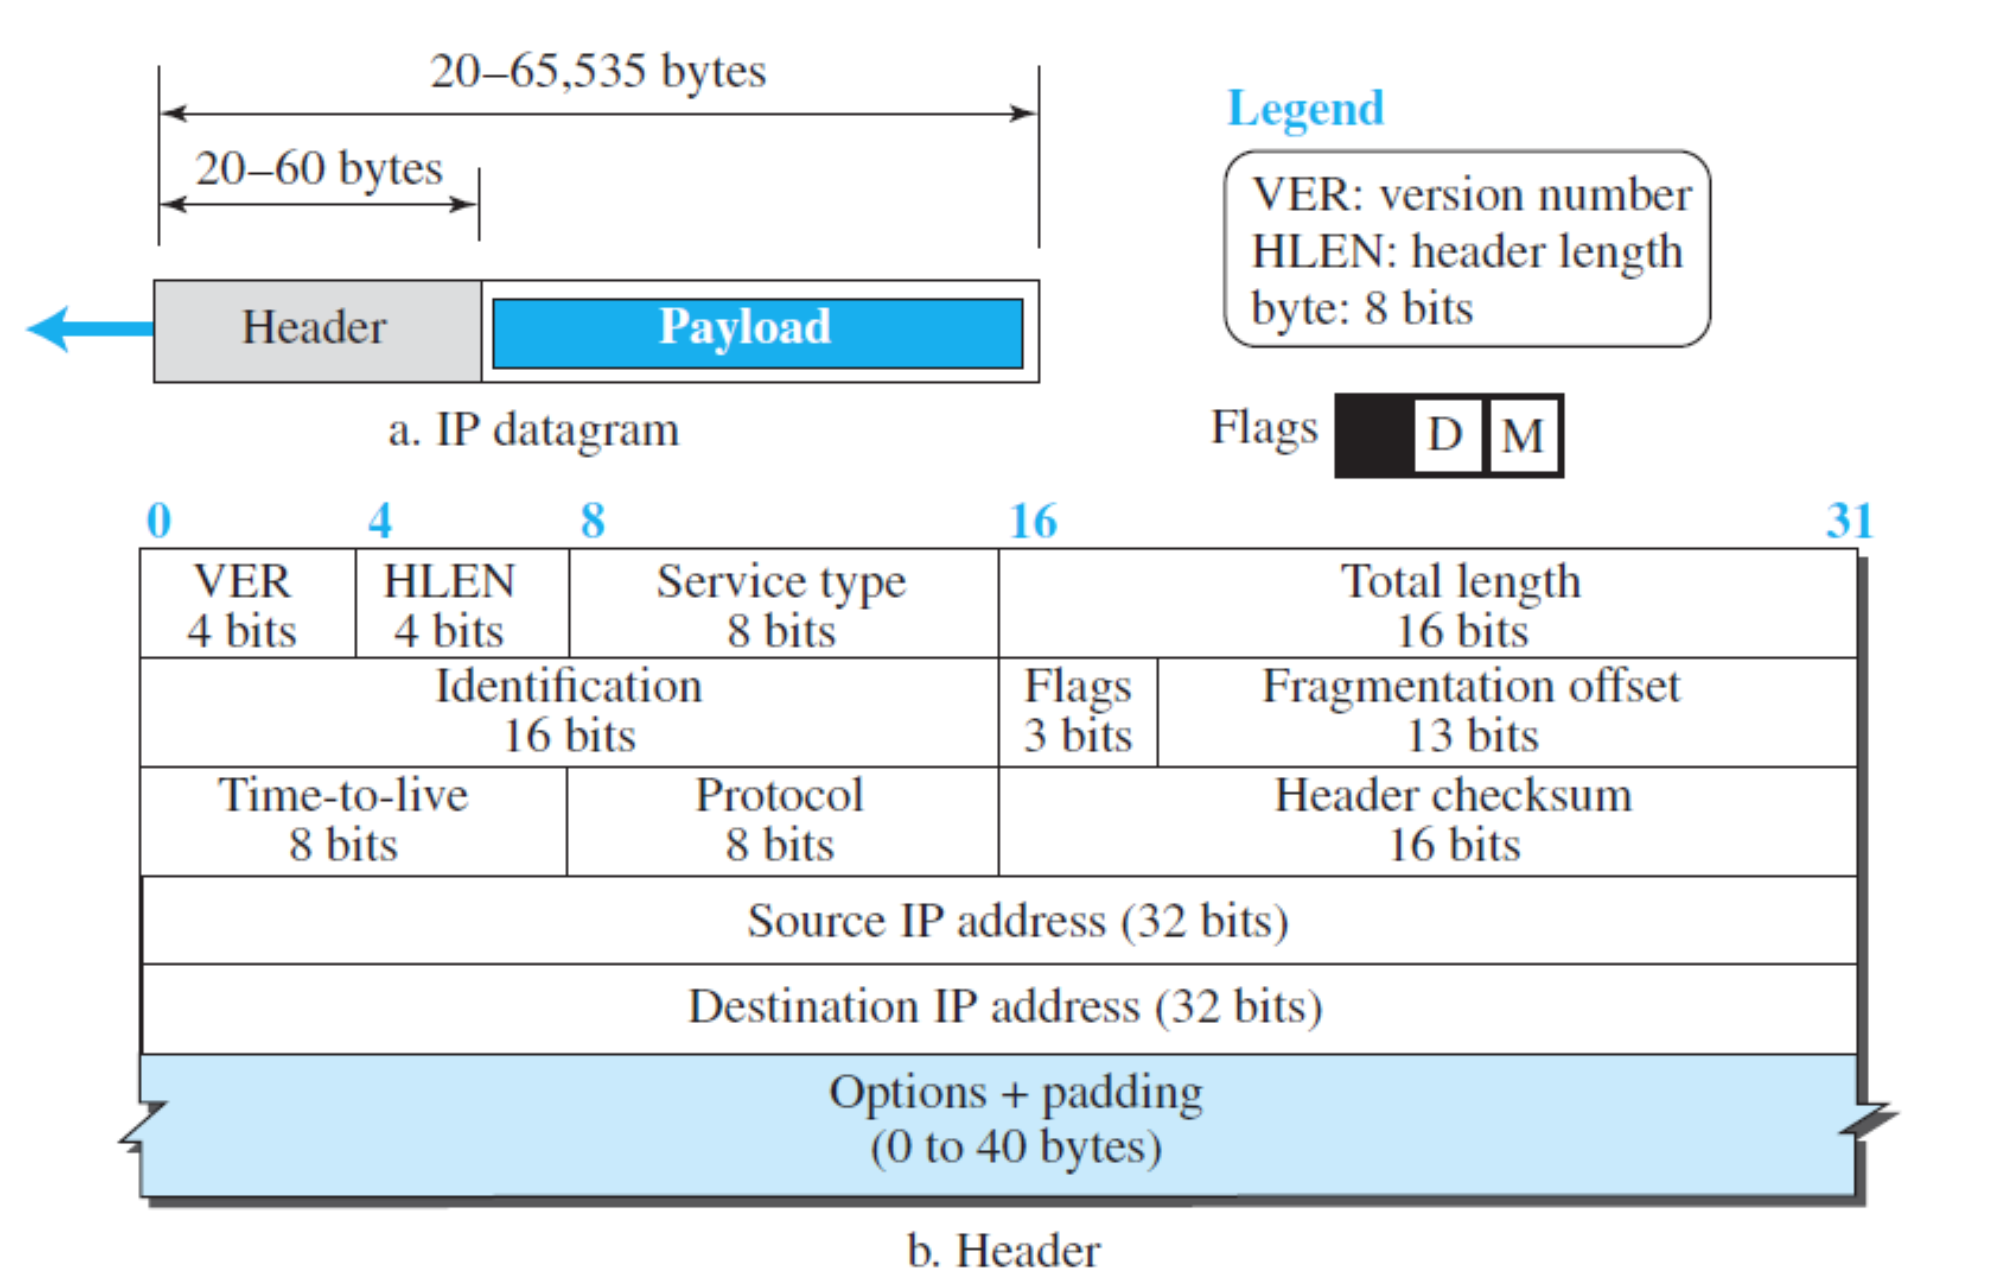 20–65,535 bytes
20–60 bytes
Header
Payload
a. IP datagram
Legend
VER: version number
HLEN: header length
byte: 8 bits
Flags
D
M
0 4 8 16 31
VER
4 bits
HLEN
4 bits
Service type
8 bits
Total length
16 bits
Identification
16 bits
Flags
3 bits
Fragmentation offset
13 bits
Time-to-live
8 bits
Protocol
8 bits
Header checksum
16 bits
Source IP address (32 bits)
Destination IP address (32 bits)
Options + padding
(0 to 40 bytes)
b. Header